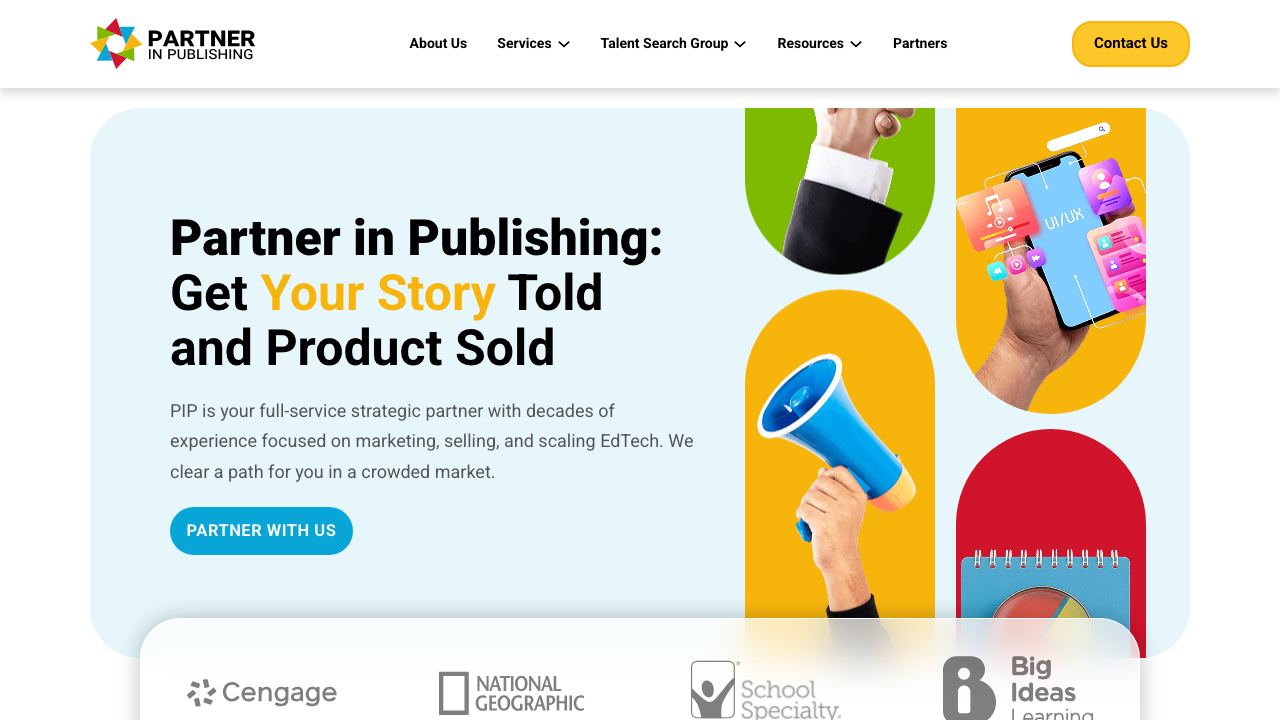 PARTNER
IN PUBLISHING
About Us
Services
Talent Search Group
Resources
Partners
Contact Us
Partner in Publishing:
Get Your Story Told
and Product Sold
PIP is your full-service strategic partner with decades of
experience focused on marketing, selling, and scaling EdTech. We
clear a path for you in a crowded market.
PARTNER WITH US
UI/UX
Cengage
NATIONAL
GEOGRAPHIC
School
Specialty.
Big
Ideas
Learning